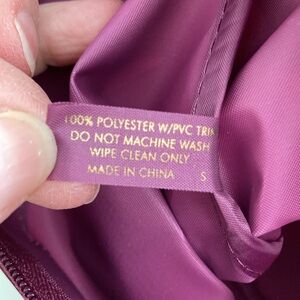 100% POLYESTER W/PVC TRIM
DO NOT MACHINE WASH
WIPE CLEAN ONLY
MADE IN CHINA S